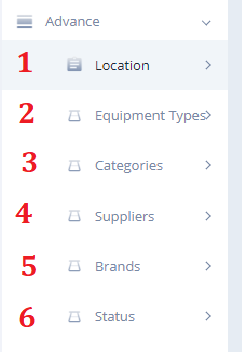 Advance
1 Location
2 Equipment Types
3 Categories
4 Suppliers
5 Brands
6 Status